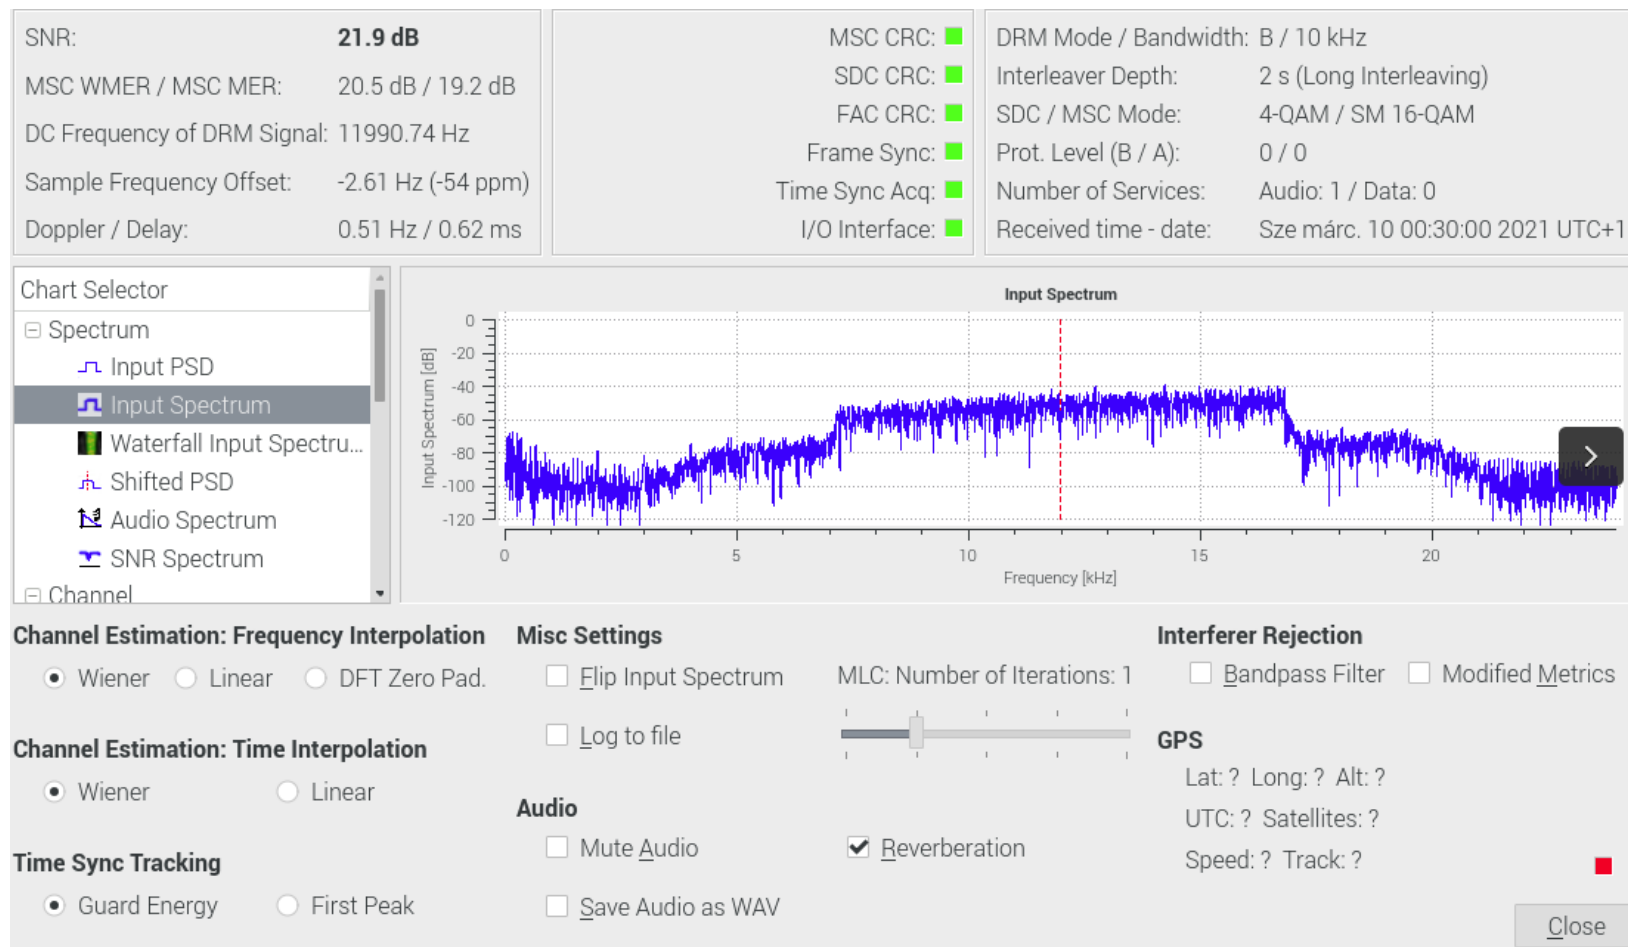 SNR: 21.9 dB
MSC WMER / MSC MER: 20.5 dB / 19.2 dB
DC Frequency of DRM Signal: 11990.74 Hz
Sample Frequency Offset: -2.61 Hz (-54 ppm)
Doppler / Delay: 0.51 Hz / 0.62 ms
MSC CRC:
SDC CRC:
FAC CRC:
Frame Sync:
Time Sync Acq:
I/O Interface:
DRM Mode / Bandwidth: B / 10 kHz
Interleaver Depth: 2 s (Long Interleaving)
SDC / MSC Mode: 4-QAM / SM 16-QAM
Prot. Level (B / A): 0 / 0
Number of Services: Audio: 1 / Data: 0
Received time - date: Sze márc. 10 00:30:00 2021 UTC+1
Chart Selector
Spectrum
Input PSD
Input Spectrum
Waterfall Input Spectru...
Shifted PSD
Audio Spectrum
SNR Spectrum
Channel
Input Spectrum
Input Spectrum [dB]
0
-20
-40
-60
-80
-100
-120
0 5 10 15 20
Frequency [kHz]
Channel Estimation: Frequency Interpolation
Wiener Linear DFT Zero Pad.
Channel Estimation: Time Interpolation
Wiener Linear
Time Sync Tracking
Guard Energy First Peak
Misc Settings
Flip Input Spectrum
Log to file
MLC: Number of Iterations: 1
Audio
Mute Audio Reverberation
Save Audio as WAV
Interferer Rejection
Bandpass Filter Modified Metrics
GPS
Lat: ? Long: ? Alt: ?
UTC: ? Satellites: ?
Speed: ? Track: ?
Close